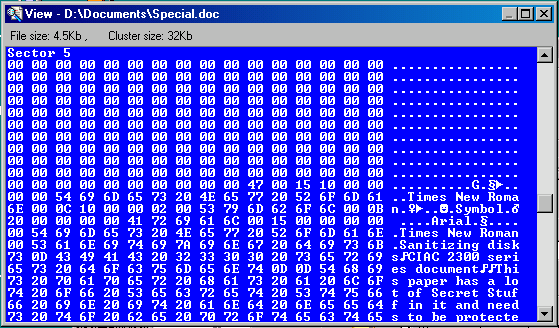 View - D:\Documents\Special.doc
File size: 4.5Kb , Cluster size: 32Kb
Sector 5
00 00 00 00 00 00 00 00 00 00 00 00 00 00 00 00 ................
00 00 00 00 00 00 00 00 00 00 00 00 00 00 00 00 ................
00 00 00 00 00 00 00 00 00 00 00 00 00 00 00 00 ................
00 00 00 00 00 00 00 00 00 00 00 00 00 00 00 00 ................
00 00 00 00 00 00 00 00 00 00 00 00 00 00 00 00 ................
00 00 00 00 00 00 00 00 00 00 00 00 00 00 00 00 ................
00 00 00 00 00 00 00 00 00 00 00 00 00 00 00 00 ................
00 00 00 00 00 00 00 00 00 00 00 00 00 00 00 00 ................
00 00 00 00 00 00 00 00 00 00 00 00 00 00 00 00 ................
00 00 00 00 00 00 00 00 00 00 00 00 00 00 00 00 ................
00 00 00 00 00 00 00 00 00 00 47 00 15 10 00 00 ..........G.§►..
00 00 54 69 6D 65 73 20 4E 65 77 20 52 6F 6D 61 ..Times New Roma
6E 00 0C 10 00 00 02 00 53 79 6D 62 6F 6C 00 0B n.♀►..☻.Symbol.♂
20 00 00 00 00 41 72 69 61 6C 00 15 00 00 00 00 ....Arial.§....
00 54 69 6D 65 73 20 4E 65 77 20 52 6F 6D 61 6E .Times New Roman
00 53 61 6E 69 74 69 7A 69 6E 67 20 64 69 73 6B .Sanitizing disk
73 0D 43 49 41 43 20 32 33 30 30 20 73 65 72 69 s♪CIAC 2300 seri
65 73 20 64 6F 63 75 6D 65 6E 74 0D 0D 54 68 69 es document♪♪Thi
73 20 70 61 70 65 72 20 68 61 73 20 61 20 6C 6F s paper has a lo
74 20 6F 66 20 53 65 63 72 65 74 20 53 74 75 66 t of Secret Stuf
66 20 69 6E 20 69 74 20 61 6E 64 20 6E 65 65 64 f in it and need
73 20 74 6F 20 62 65 20 70 72 6F 74 65 63 74 65 s to be protecte